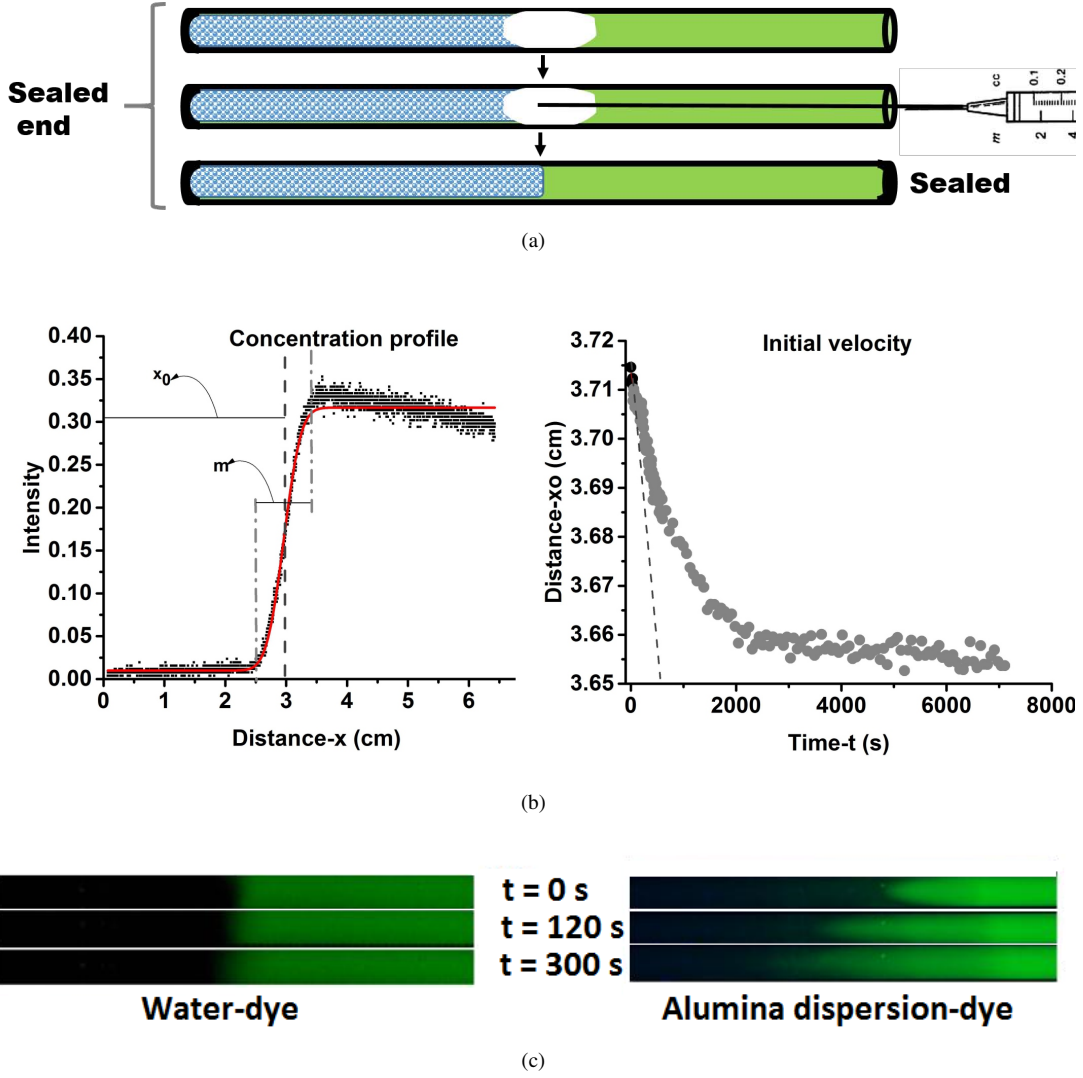 Sealed
end
cc
0.1
0.2
m
2
4
Sealed
(a)
Concentration profile
0.40
0.35
0.30
0.25
0.20
0.15
0.10
0.05
0.00
Intensity
x0
m
0 1 2 3 4 5 6
Distance-x (cm)
Initial velocity
3.72
3.71
3.70
3.69
3.68
3.67
3.66
3.65
Distance-xo (cm)
0 2000 4000 6000 8000
Time-t (s)
(b)
t = 0 s
t = 120 s
t = 300 s
Water-dye
Alumina dispersion-dye
(c)